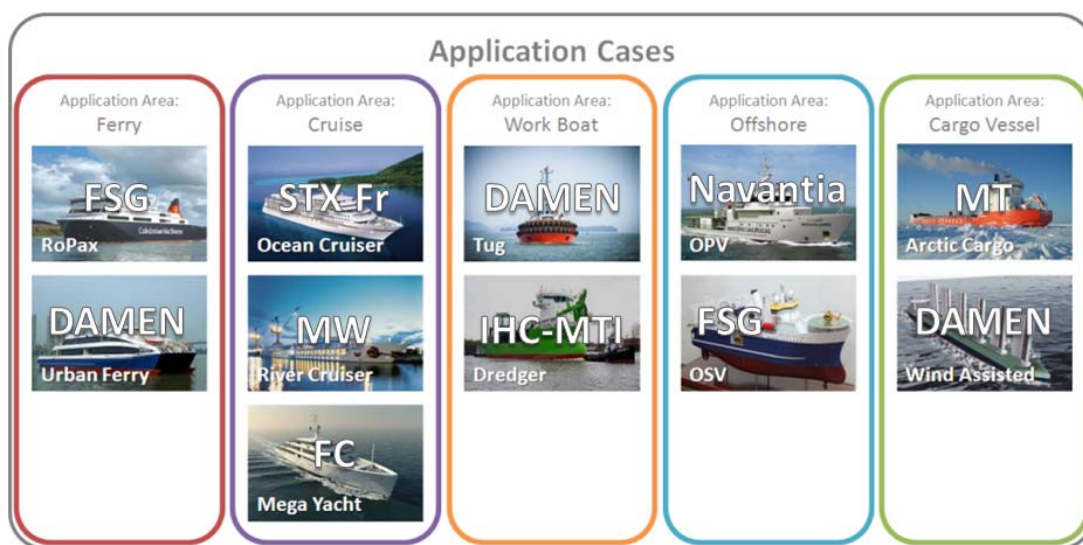 Application Cases
Application Area:
Ferry
FSG
RoPax
DAMEN
Urban Ferry
Application Area:
Cruise
STX-Fr
Ocean Cruiser
MW
River Cruiser
FC
Mega Yacht
Application Area:
Work Boat
DAMEN
Tug
IHC-MTI
Dredger
Application Area:
Offshore
Navantia
OPV
FSG
OSV
Application Area:
Cargo Vessel
MT
Arctic Cargo
DAMEN
Wind Assisted